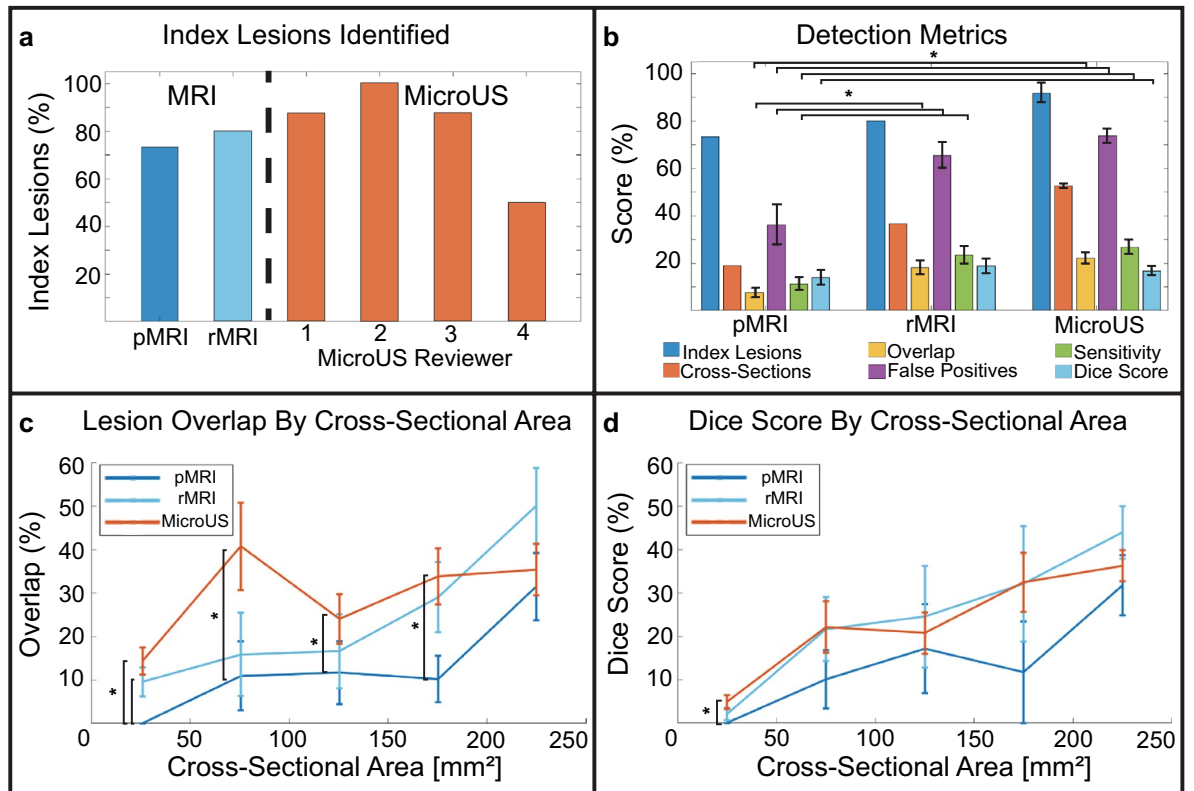 a Index Lesions Identified
Index Lesions (%)
100
80
60
40
20
MRI
MicroUS
pMRI rMRI 1 2 3 4
MicroUS Reviewer
b Detection Metrics
Score (%)
100
80
60
40
20
*
*
pMRI rMRI MicroUS
Index Lesions Overlap Sensitivity
Cross-Sections False Positives Dice Score
c Lesion Overlap By Cross-Sectional Area
Overlap (%)
60
50
40
30
20
10
pMRI
rMRI
MicroUS
* * * *
0 50 100 150 200 250
Cross-Sectional Area [mm²]
d Dice Score By Cross-Sectional Area
Dice Score (%)
60
50
40
30
20
10
pMRI
rMRI
MicroUS
*
0 50 100 150 200 250
Cross-Sectional Area [mm²]